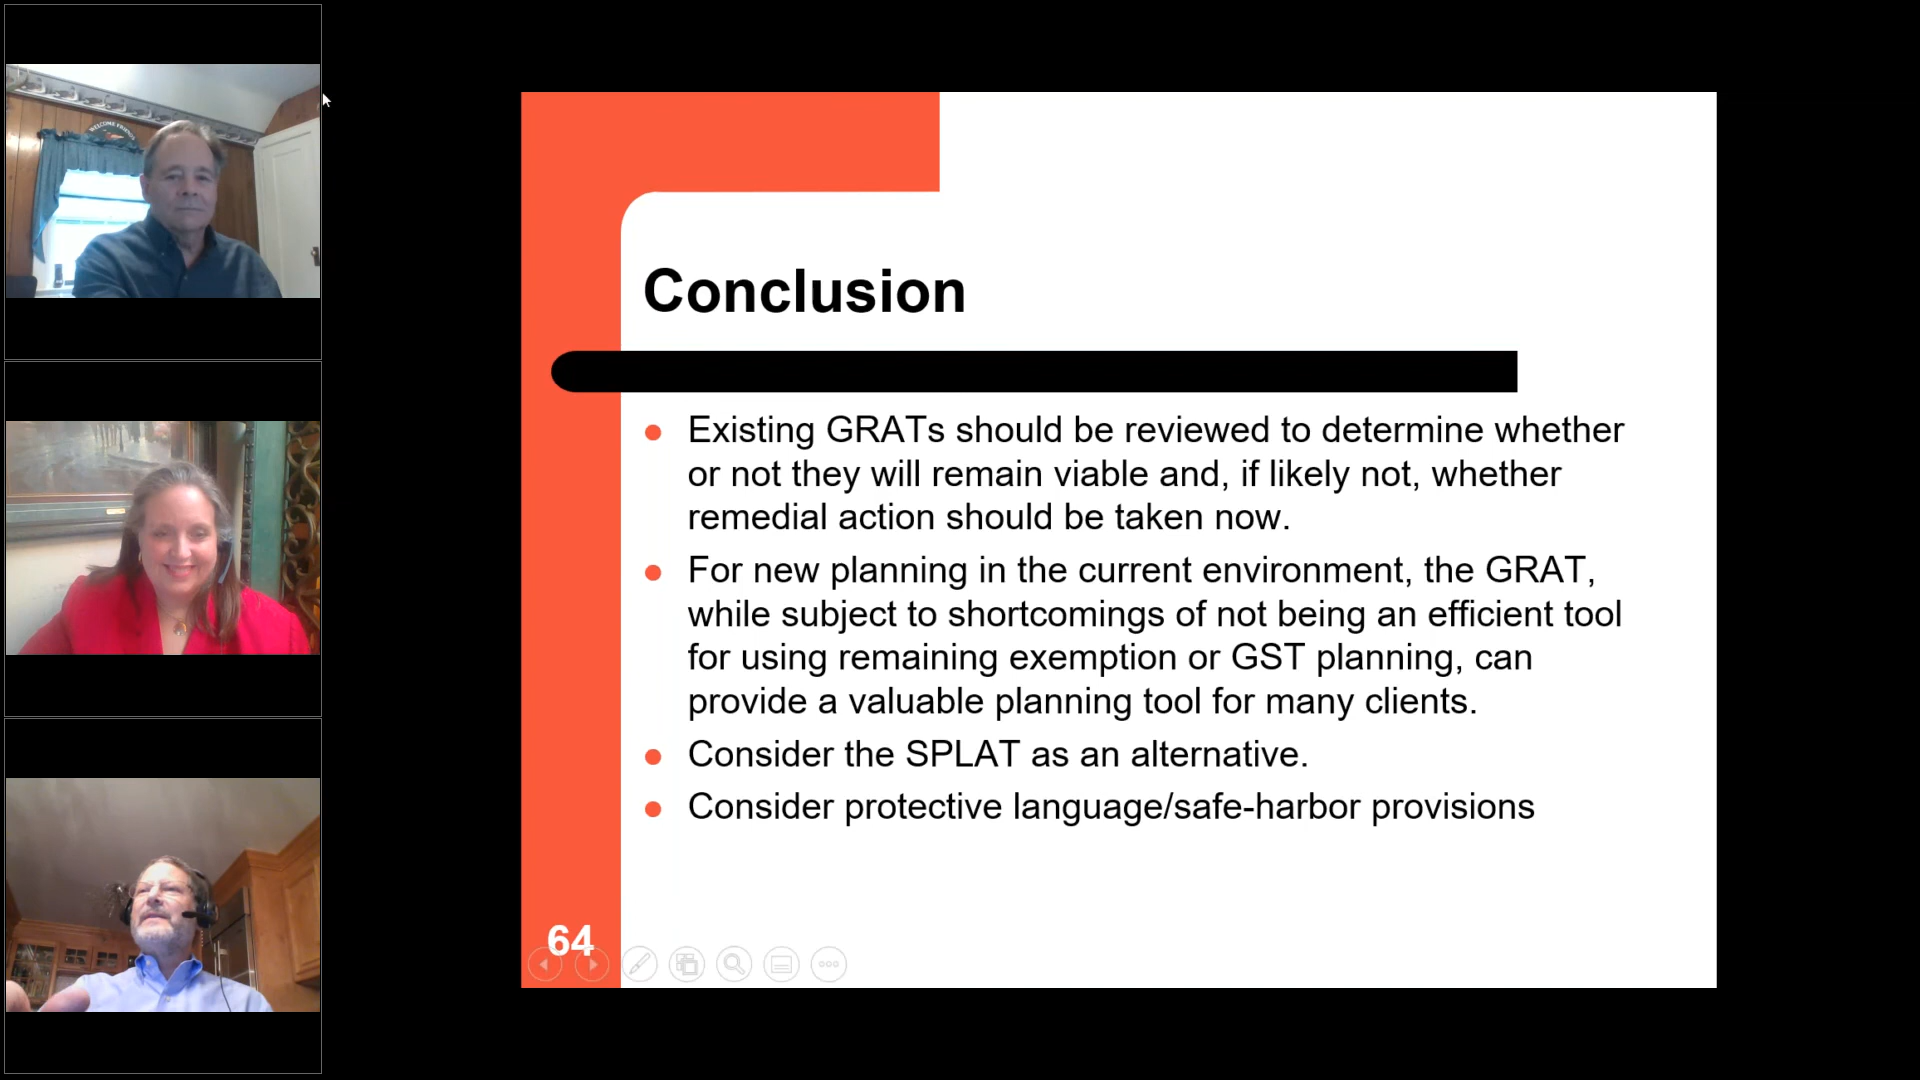 WELCOME FRIENDS
Conclusion
Existing GRATs should be reviewed to determine whether
or not they will remain viable and, if likely not, whether
remedial action should be taken now.
For new planning in the current environment, the GRAT,
while subject to shortcomings of not being an efficient tool
for using remaining exemption or GST planning, can
provide a valuable planning tool for many clients.
Consider the SPLAT as an alternative.
Consider protective language/safe-harbor provisions
64